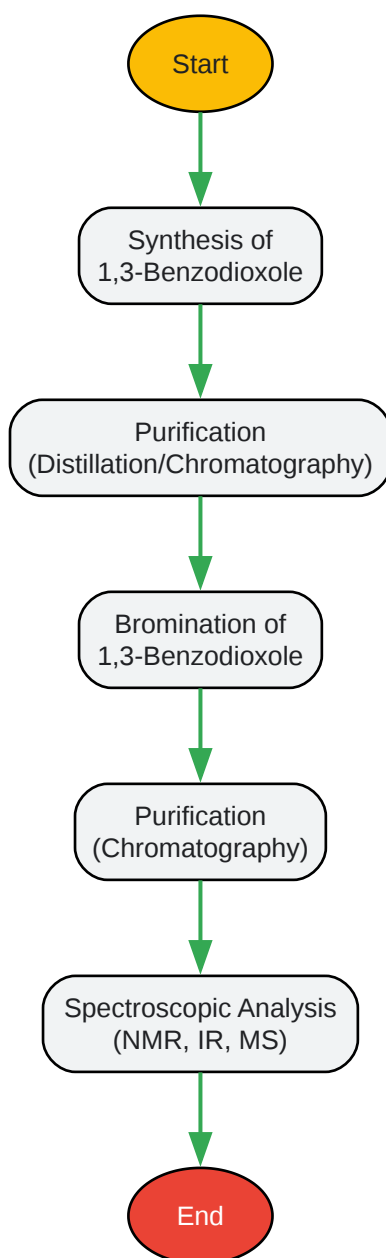 Start
Synthesis of
1,3-Benzodioxole
Purification
(Distillation/Chromatography)
Bromination of
1,3-Benzodioxole
Purification
(Chromatography)
Spectroscopic Analysis
(NMR, IR, MS)
End